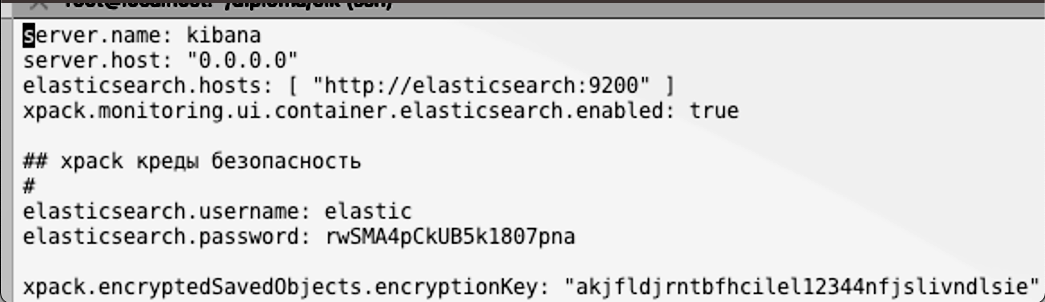 server.name: kibana
server.host: "0.0.0.0"
elasticsearch.hosts: [ "http://elasticsearch:9200" ]
xpack.monitoring.ui.container.elasticsearch.enabled: true
## xpack креды безопасность
#
elasticsearch.username: elastic
elasticsearch.password: rwSMA4pCkUB5k1807pna
xpack.encryptedSavedObjects.encryptionKey: "akjfldjrntbfhcilel12344nfjslivndlsie"